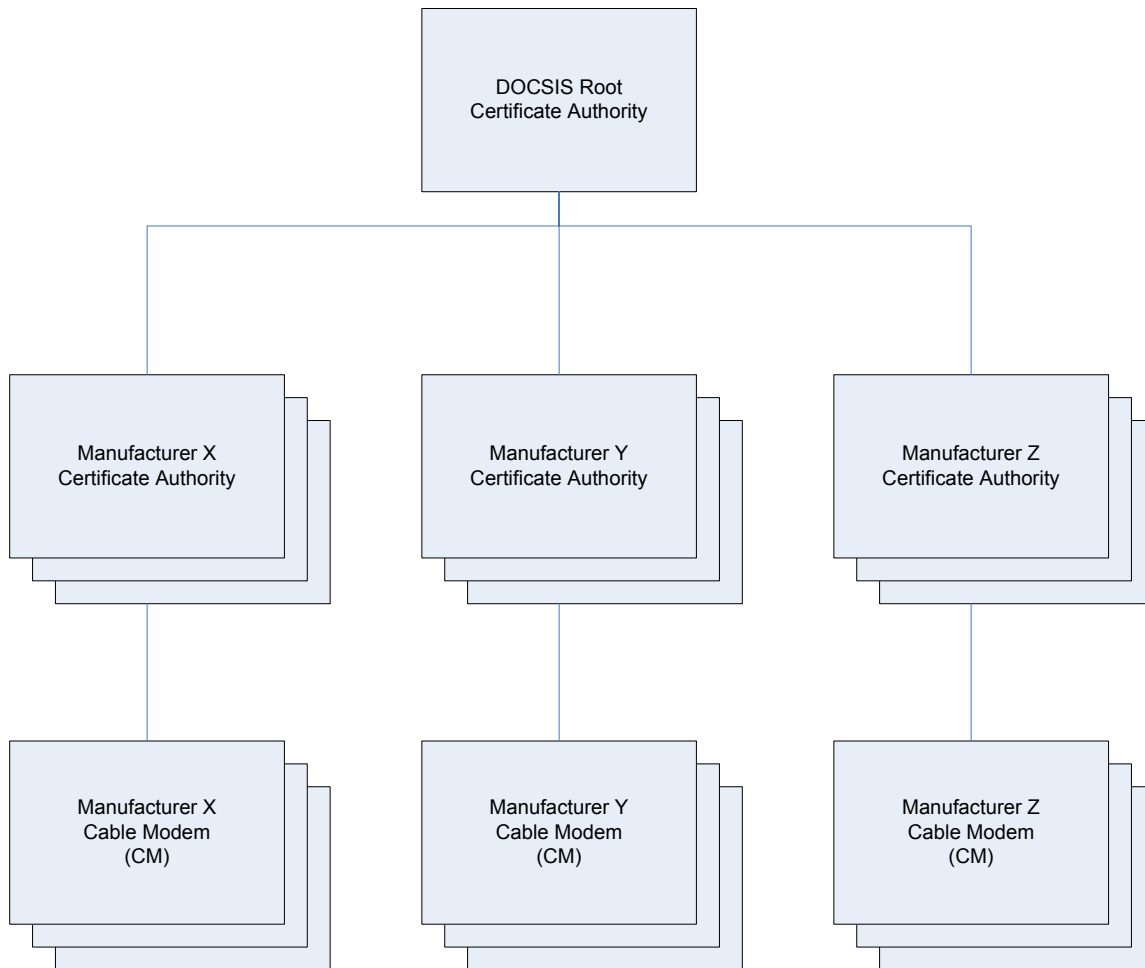 DOCSIS Root
Certificate Authority
Manufacturer X
Certificate Authority
Manufacturer Y
Certificate Authority
Manufacturer Z
Certificate Authority
Manufacturer X
Cable Modem
(CM)
Manufacturer Y
Cable Modem
(CM)
Manufacturer Z
Cable Modem
(CM)